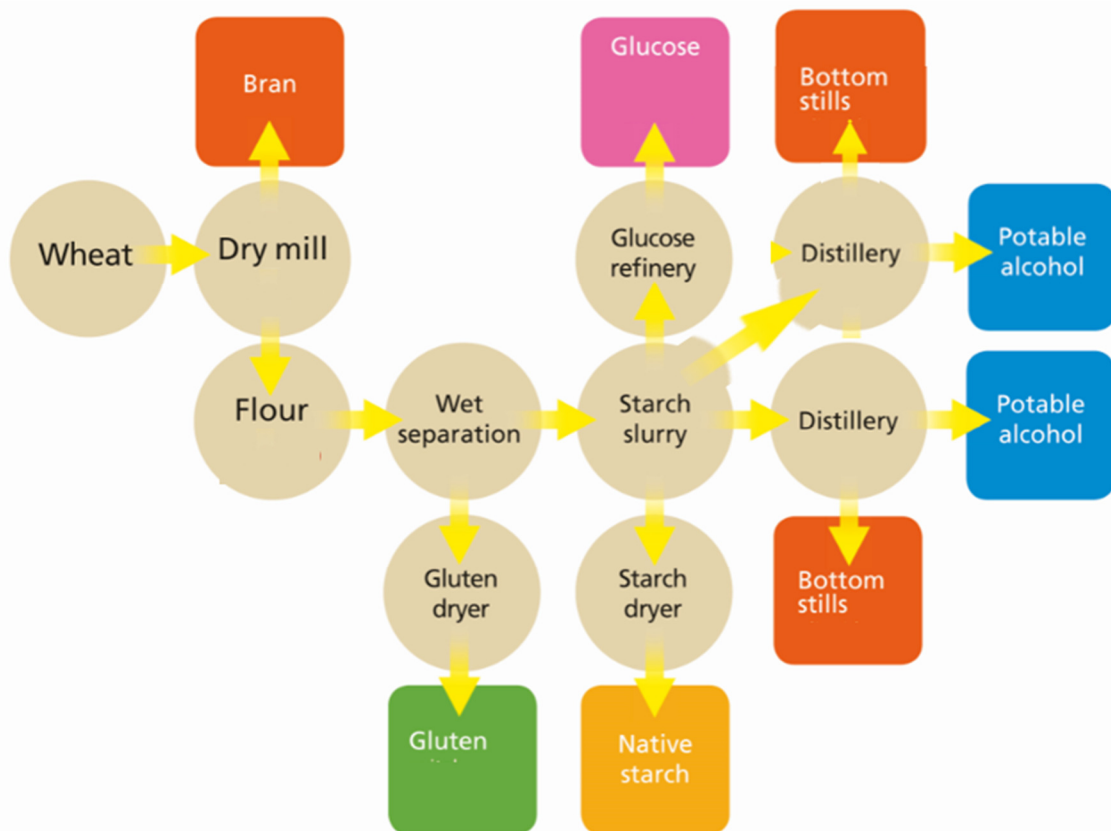 Bran
Glucose
Bottom
stills
Wheat
Dry mill
Glucose
refinery
Distillery
Potable
alcohol
Flour
Wet
separation
Starch
slurry
Distillery
Potable
alcohol
Gluten
dryer
Starch
dryer
Bottom
stills
Gluten
Native
starch